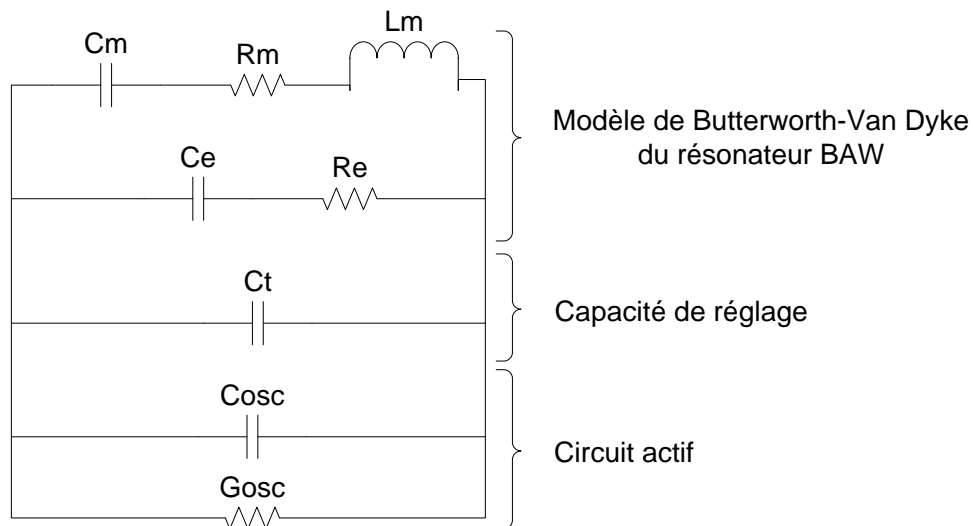 Lm
Cm
Rm
Modèle de Butterworth-Van Dyke
du résonateur BAW
Ce
Re
Ct
Capacité de réglage
Cosc
Circuit actif
Gosc